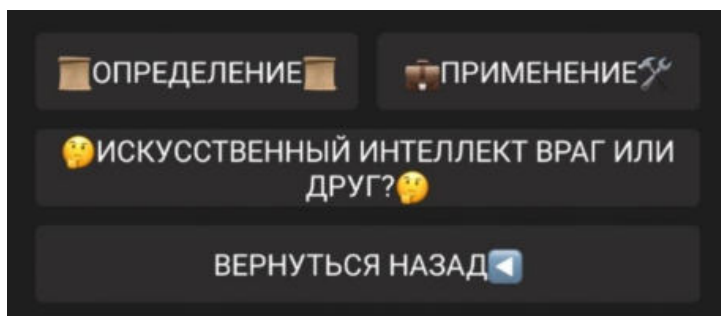 📜ОПРЕДЕЛЕНИЕ📜
💼ПРИМЕНЕНИЕ🛠
🤔ИСКУССТВЕННЫЙ ИНТЕЛЛЕКТ ВРАГ ИЛИ
ДРУГ?🤔
ВЕРНУТЬСЯ НАЗАД◀️